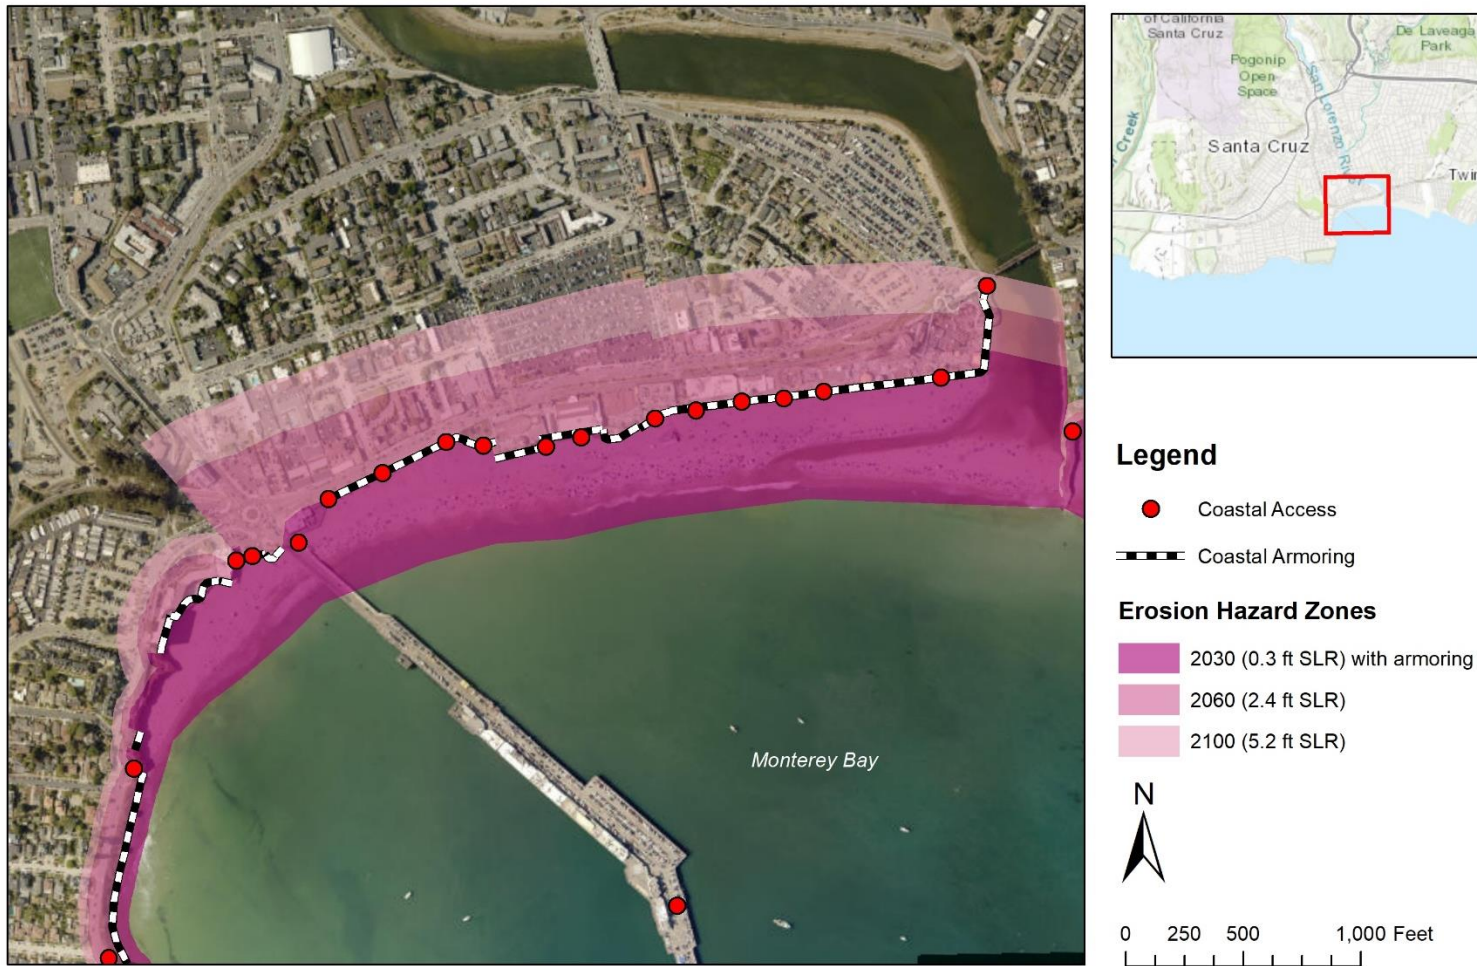 of California
Santa Cruz
De Laveaga
Park
Pogonip
Open
Space
San Lorenzo River
Creek
Santa Cruz
Twin
Legend
Coastal Access
Coastal Armoring
Erosion Hazard Zones
2030 (0.3 ft SLR) with armoring
2060 (2.4 ft SLR)
2100 (5.2 ft SLR)
Monterey Bay
N
0 250 500 1,000 Feet